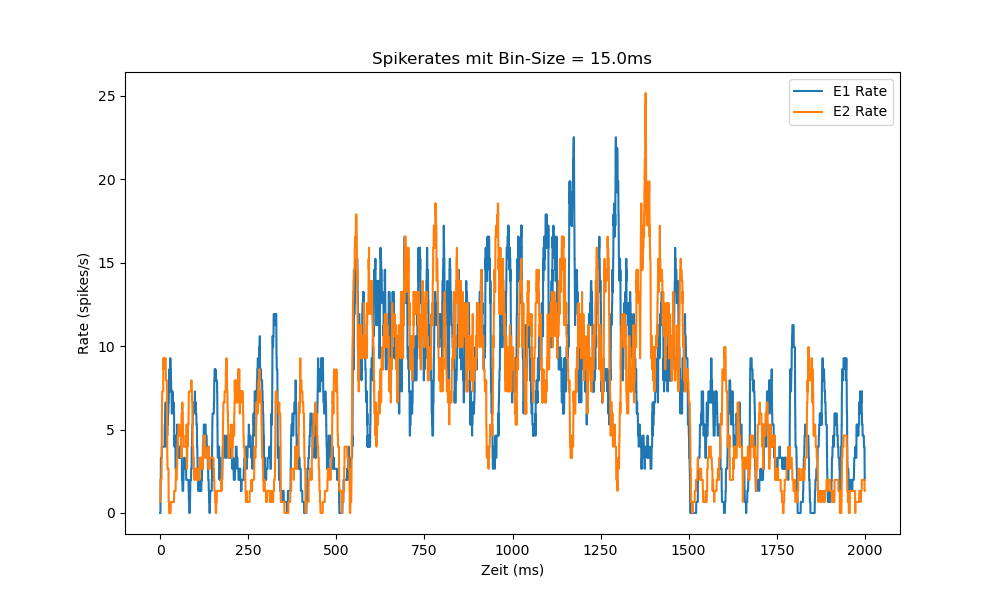 Spikerates mit Bin-Size = 15.0ms
E1 Rate
E2 Rate
Rate (spikes/s)
25
20
15
10
5
0
0 250 500 750 1000 1250 1500 1750 2000
Zeit (ms)